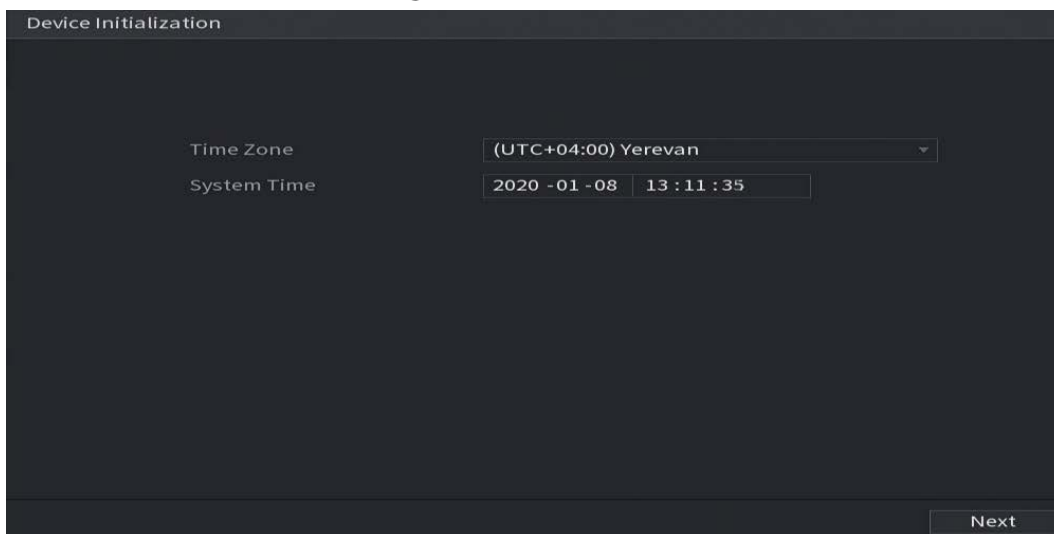 Device Initialization
Time Zone (UTC+04:00) Yerevan
System Time 2020 -01 -08 13 : 11 : 35
Next